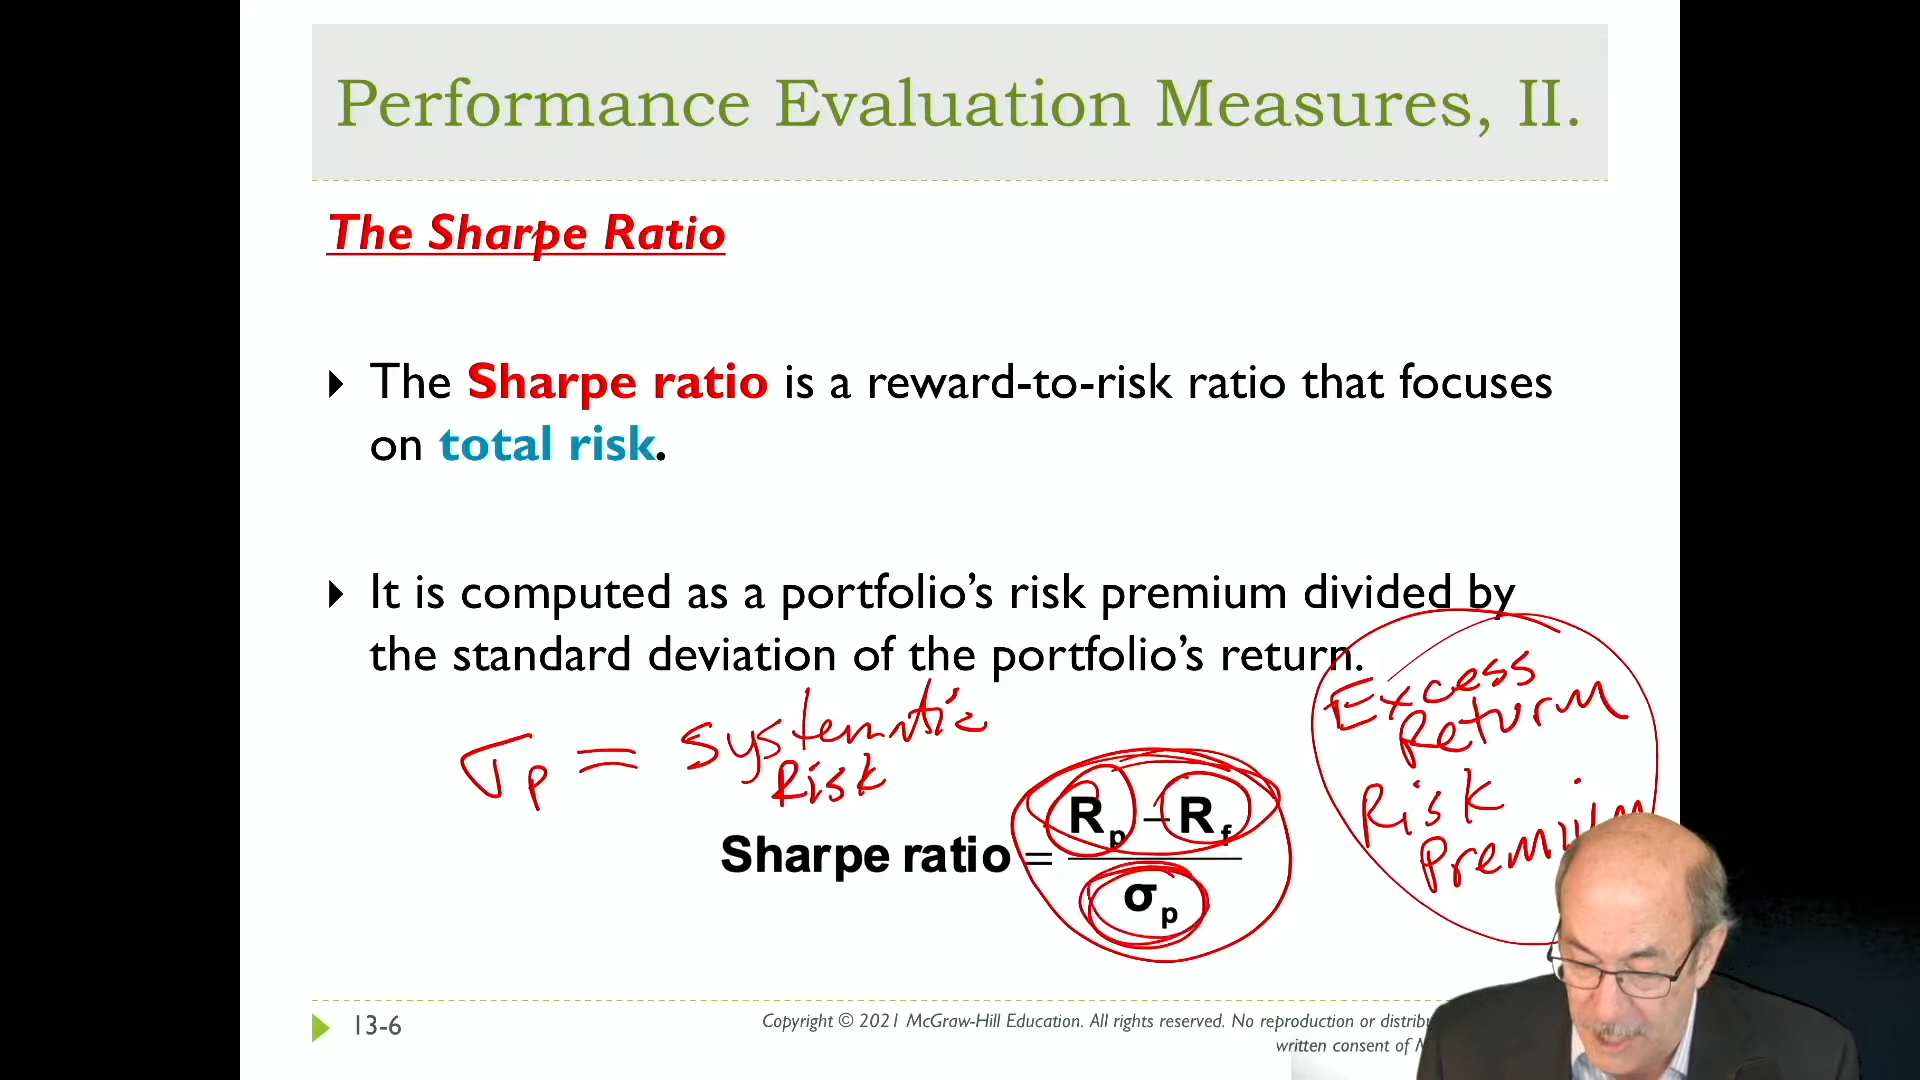 Performance Evaluation Measures, II.
The Sharpe Ratio
The Sharpe ratio is a reward-to-risk ratio that focuses
on total risk.
It is computed as a portfolio’s risk premium divided by
the standard deviation of the portfolio’s return.
Excess
Return
Risk
Premium
σp = systematic
Risk
Sharpe ratio = Rp – Rf
σp
13-6
Copyright © 2021 McGraw-Hill Education. All rights reserved. No reproduction or
written consent of